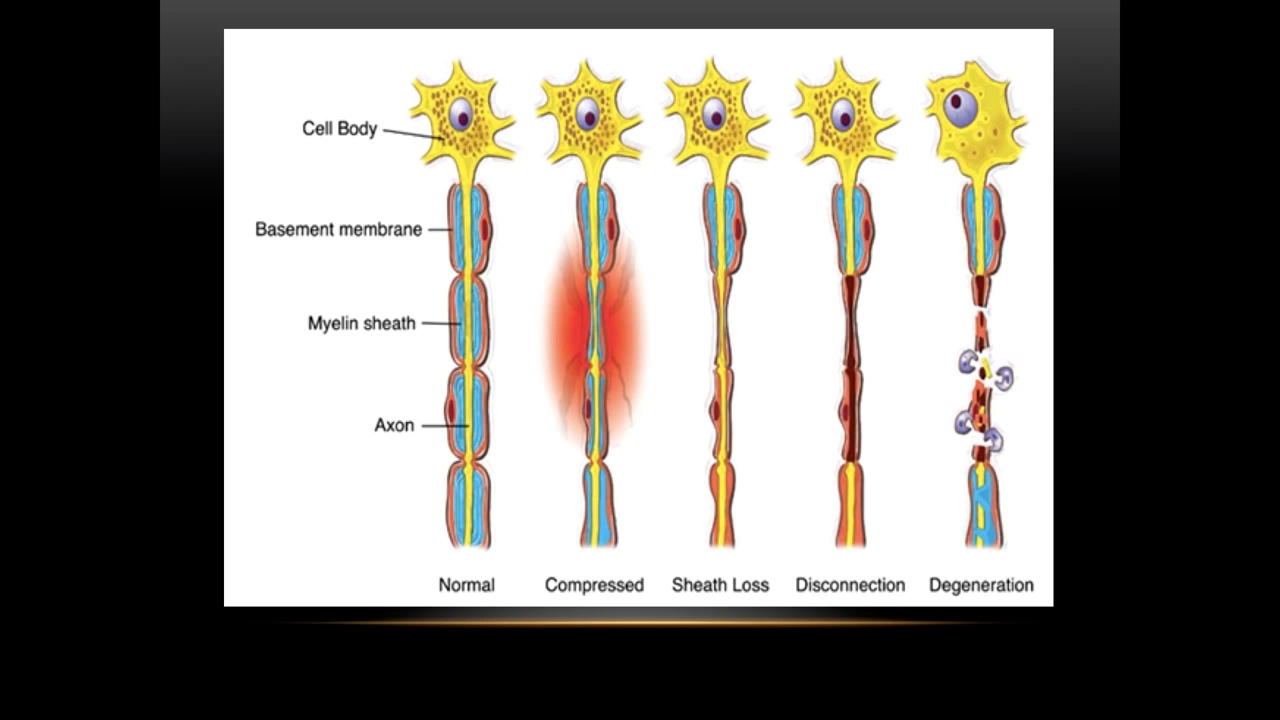 Cell Body
Basement membrane
Myelin sheath
Axon
Normal Compressed Sheath Loss Disconnection Degeneration